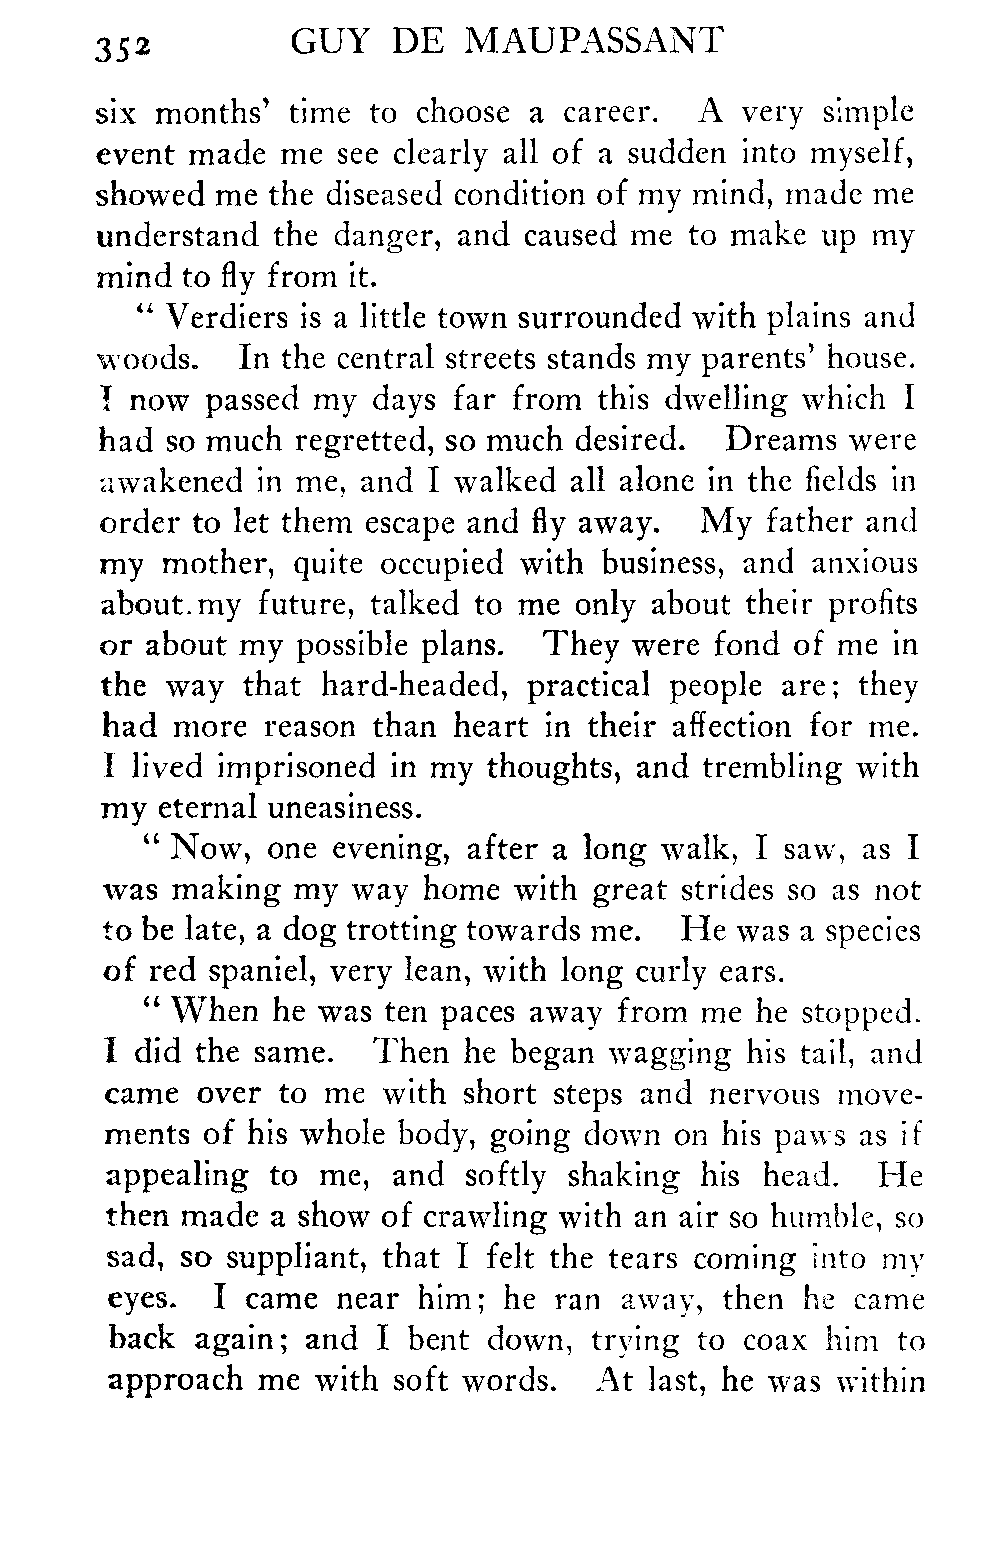 352 GUY DE MAUPASSANT
six months' time to choose a career. A very simple
event made me see clearly all of a sudden into myself,
showed me the diseased condition of my mind, made me
understand the danger, and caused me to make up my
mind to fly from it.
“ Verdiers is a little town surrounded with plains and
woods. In the central streets stands my parents' house.
I now passed my days far from this dwelling which I
had so much regretted, so much desired. Dreams were
awakened in me, and I walked all alone in the fields in
order to let them escape and fly away. My father and
my mother, quite occupied with business, and anxious
about.my future, talked to me only about their profits
or about my possible plans. They were fond of me in
the way that hard-headed, practical people are; they
had more reason than heart in their affection for me.
I lived imprisoned in my thoughts, and trembling with
my eternal uneasiness.
“ Now, one evening, after a long walk, I saw, as I
was making my way home with great strides so as not
to be late, a dog trotting towards me. He was a species
of red spaniel, very lean, with long curly ears.
“ When he was ten paces away from me he stopped.
I did the same. Then he began wagging his tail, and
came over to me with short steps and nervous move-
ments of his whole body, going down on his paws as if
appealing to me, and softly shaking his head. He
then made a show of crawling with an air so humble, so
sad, so suppliant, that I felt the tears coming into my
eyes. I came near him; he ran away, then he came
back again; and I bent down, trying to coax him to
approach me with soft words. At last, he was within